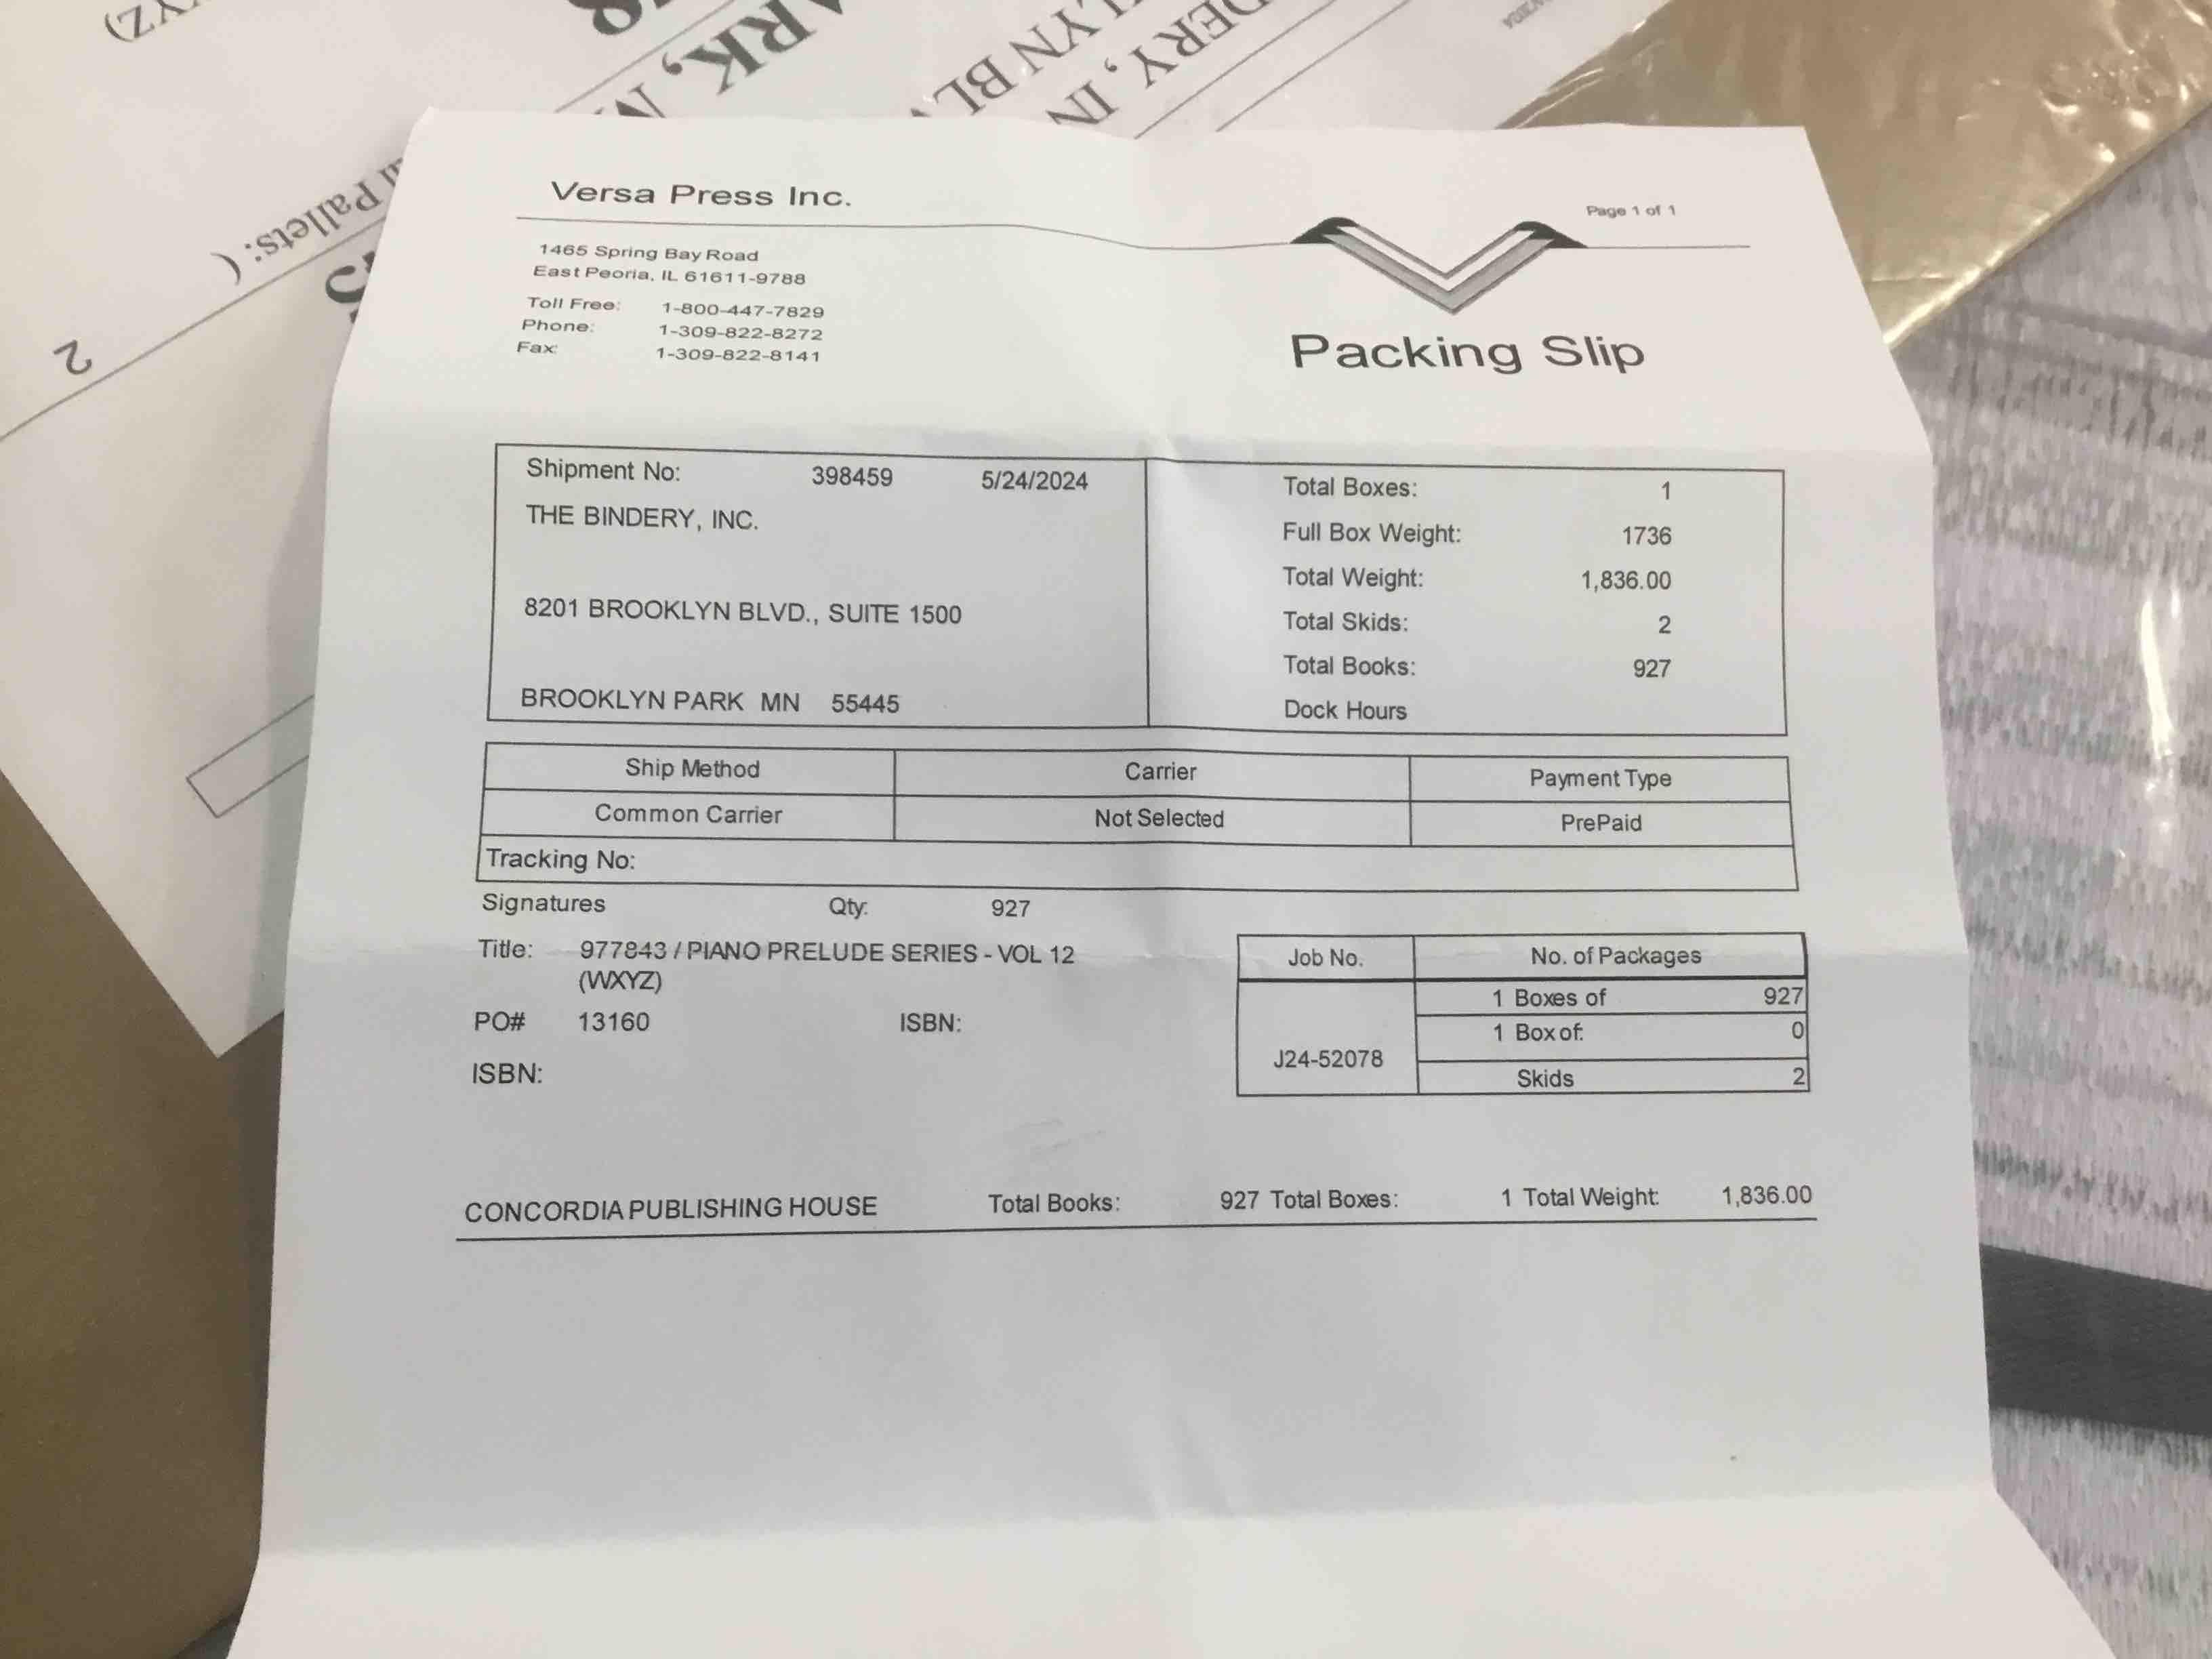 YZ)
RK,
LYN BL
DERY, IN
Pallets: (
2
Versa Press Inc.
Page 1 of 1
1465 Spring Bay Road
East Peoria, IL 61611-9788
Toll Free: 1-800-447-7829
Phone: 1-309-822-8272
Fax: 1-309-822-8141
Packing Slip
Shipment No: 398459 5/24/2024
THE BINDERY, INC.
8201 BROOKLYN BLVD., SUITE 1500
BROOKLYN PARK MN 55445
Total Boxes: 1
Full Box Weight: 1736
Total Weight: 1,836.00
Total Skids: 2
Total Books: 927
Dock Hours
Ship Method Carrier Payment Type
Common Carrier Not Selected PrePaid
Tracking No:
Signatures Qty: 927
Title: 977843 / PIANO PRELUDE SERIES - VOL 12
(WXYZ)
PO# 13160 ISBN:
ISBN:
Job No. No. of Packages
1 Boxes of 927
1 Box of: 0
J24-52078
Skids 2
CONCORDIA PUBLISHING HOUSE Total Books: 927 Total Boxes: 1 Total Weight: 1,836.00